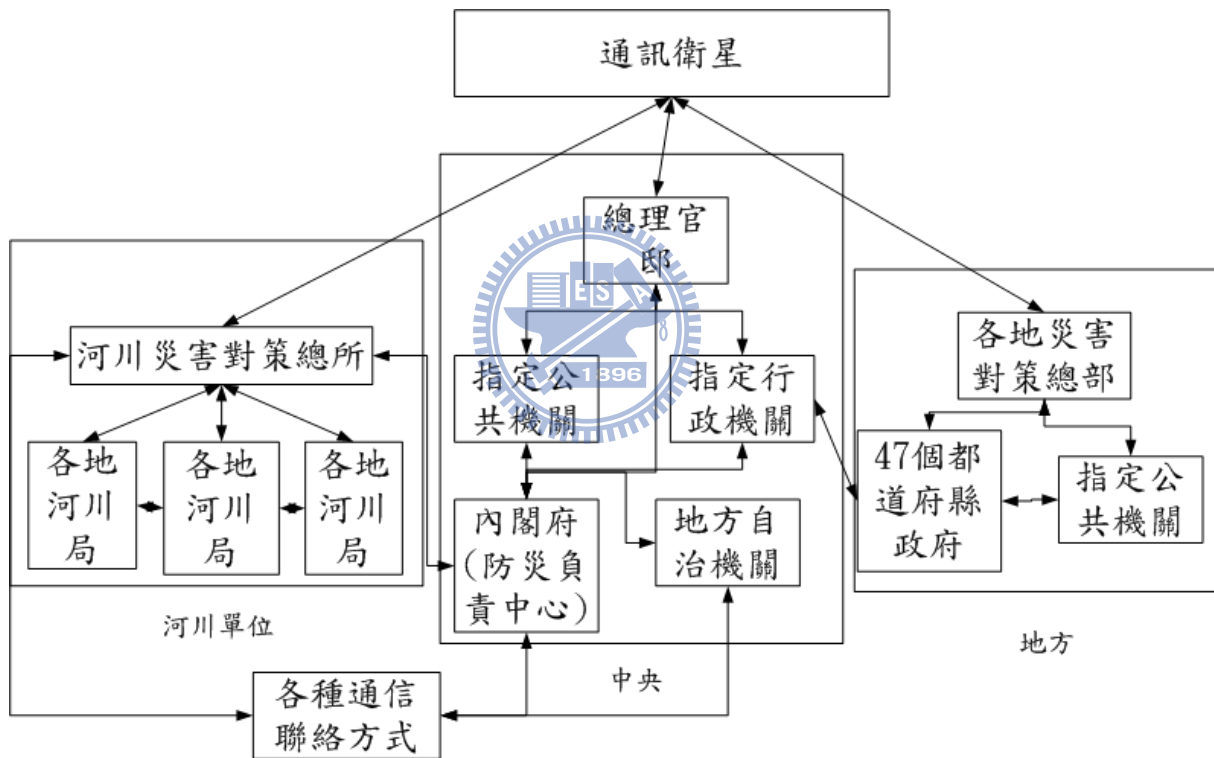 通訊衛星
總理官
邸
河川災害對策總所
指定公
共機關
指定行
政機關
各地災害
對策總部
各地
河川
局
各地
河川
局
各地
河川
局
內閣府
(防災負
責中心)
地方自
治機關
47個都
道府縣
政府
指定公
共機關
河川單位
中央
地方
各種通信
聯絡方式
E S A
8
1896